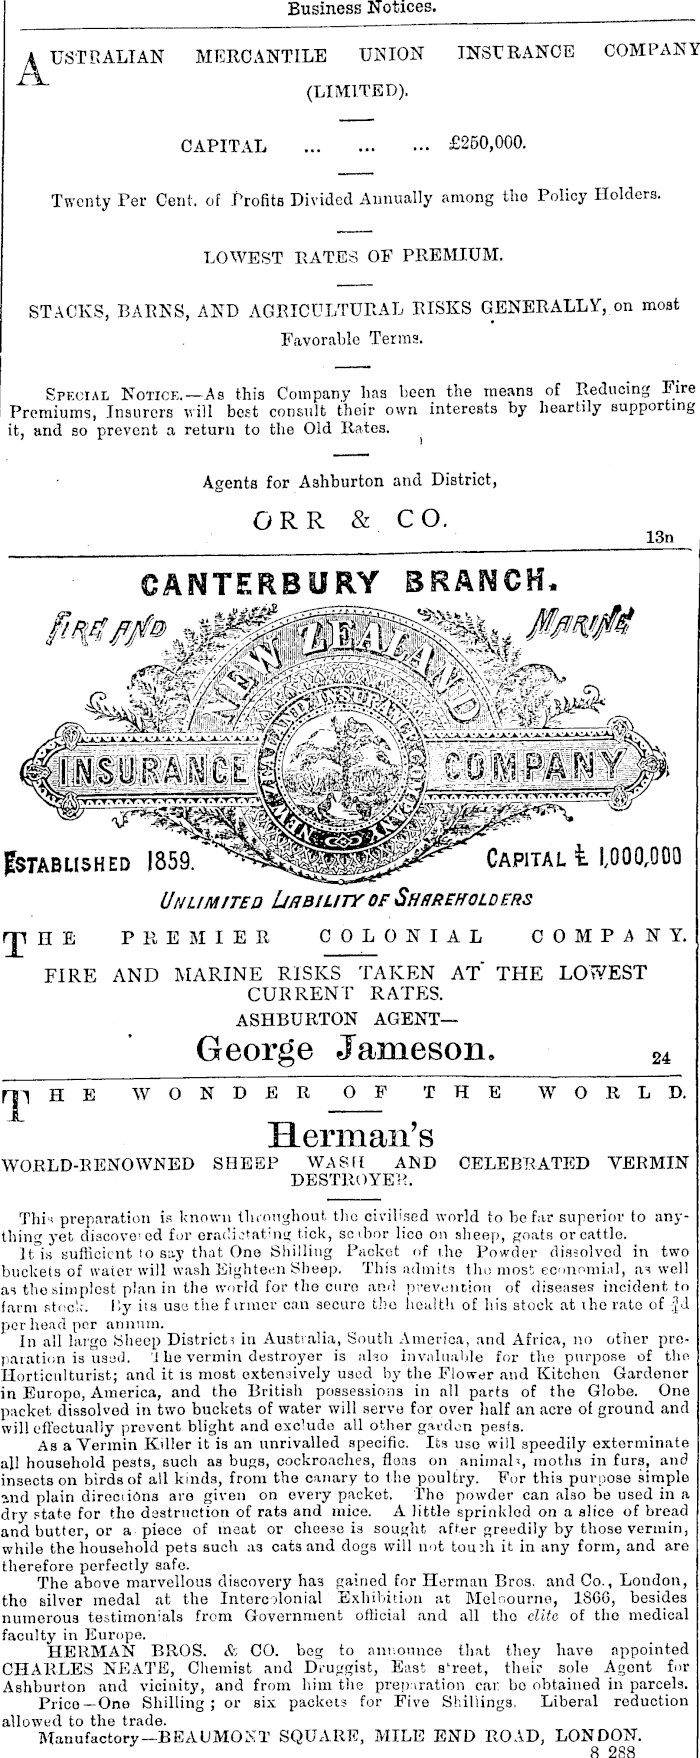 Business Notices.
AUSTRALIAN MERCANTILE UNION INSURANCE COMPANY
(LIMITED).
CAPITAL ... ... ... £250,000.
Twenty Per Cent. of Profits Divided Annually among the Policy Holders.
LOWEST RATES OF PREMIUM.
STACKS, BARNS, AND AGRICULTURAL RISKS GENERALLY, on most
Favorable Terms.
SPECIAL NOTICE.—As this Company has been the means of Reducing Fire
Premiums, Insurers will best consult their own interests by heartily supporting
it, and so prevent a return to the Old Rates.
Agents for Ashburton and District,
ORR & CO.
13n
CANTERBURY BRANCH.
FIRE AND MARINE
NEW ZEALAND
NEW ZEALAND INSURANCE COMPANY
INSURANCE COMPANY
ESTABLISHED 1859. CAPITAL £ 1,000,000
UNLIMITED LIABILITY OF SHAREHOLDERS
THE PREMIER COLONIAL COMPANY.
FIRE AND MARINE RISKS TAKEN AT THE LOWEST
CURRENT RATES.
ASHBURTON AGENT—
George Jameson.
24
THE WONDER OF THE WORLD.
Herman's
WORLD-RENOWNED SHEEP WASH AND CELEBRATED VERMIN
DESTROYER.
This preparation is known throughout the civilised world to be far superior to any-
thing yet discovered for eradictating tick, scab or lice on sheep, goats or cattle.
It is sufficient to say that One Shilling Packet of the Powder dissolved in two
buckets of water will wash Eighteen Sheep. This admits the most economial, as well
as the simplest plan in the world for the cure and prevention of diseases incident to
farm stock. By its use the farmer can secure the health of his stock at the rate of ¾d
per head per annum.
In all large Sheep Districts in Australia, South America, and Africa, no other pre-
paration is used. The vermin destroyer is also invaluable for the purpose of the
Horticulturist; and it is most extensively used by the Flower and Kitchen Gardener
in Europe, America, and the British possessions in all parts of the Globe. One
packet dissolved in two buckets of water will serve for over half an acre of ground and
will effectually prevent blight and exclude all other garden pests.
As a Vermin Killer it is an unrivalled specific. Its use will speedily exterminate
all household pests, such as bugs, cockroaches, fleas on animals, moths in furs, and
insects on birds of all kinds, from the canary to the poultry. For this purpose simple
and plain directions are given on every packet. The powder can also be used in a
dry state for the destruction of rats and mice. A little sprinkled on a slice of bread
and butter, or a piece of meat or cheese is sought after greedily by those vermin,
while the household pets such as cats and dogs will not touch it in any form, and are
therefore perfectly safe.
The above marvellous discovery has gained for Herman Bros. and Co., London,
the silver medal at the Intercolonial Exhibition at Melbourne, 1866, besides
numerous testimonials from Government official and all the elite of the medical
faculty in Europe.
HERMAN BROS. & CO. beg to announce that they have appointed
CHARLES NEATE, Chemist and Druggist, East street, their sole Agent for
Ashburton and vicinity, and from him the preparation can be obtained in parcels.
Price—One Shilling; or six packets for Five Shillings. Liberal reduction
allowed to the trade.
Manufactory—BEAUMONT SQUARE, MILE END ROAD, LONDON.
8 288